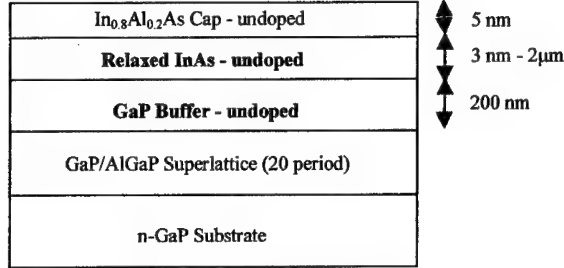 In₀.₈Al₀.₂As Cap - undoped
5 nm
Relaxed InAs - undoped
3 nm - 2μm
GaP Buffer - undoped
200 nm
GaP/AlGaP Superlattice (20 period)
n-GaP Substrate